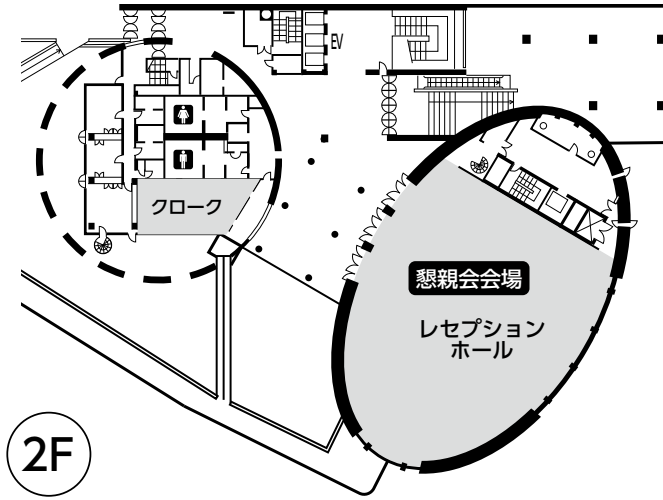 EV
クローク
懇親会会場
レセプション
ホール
2F